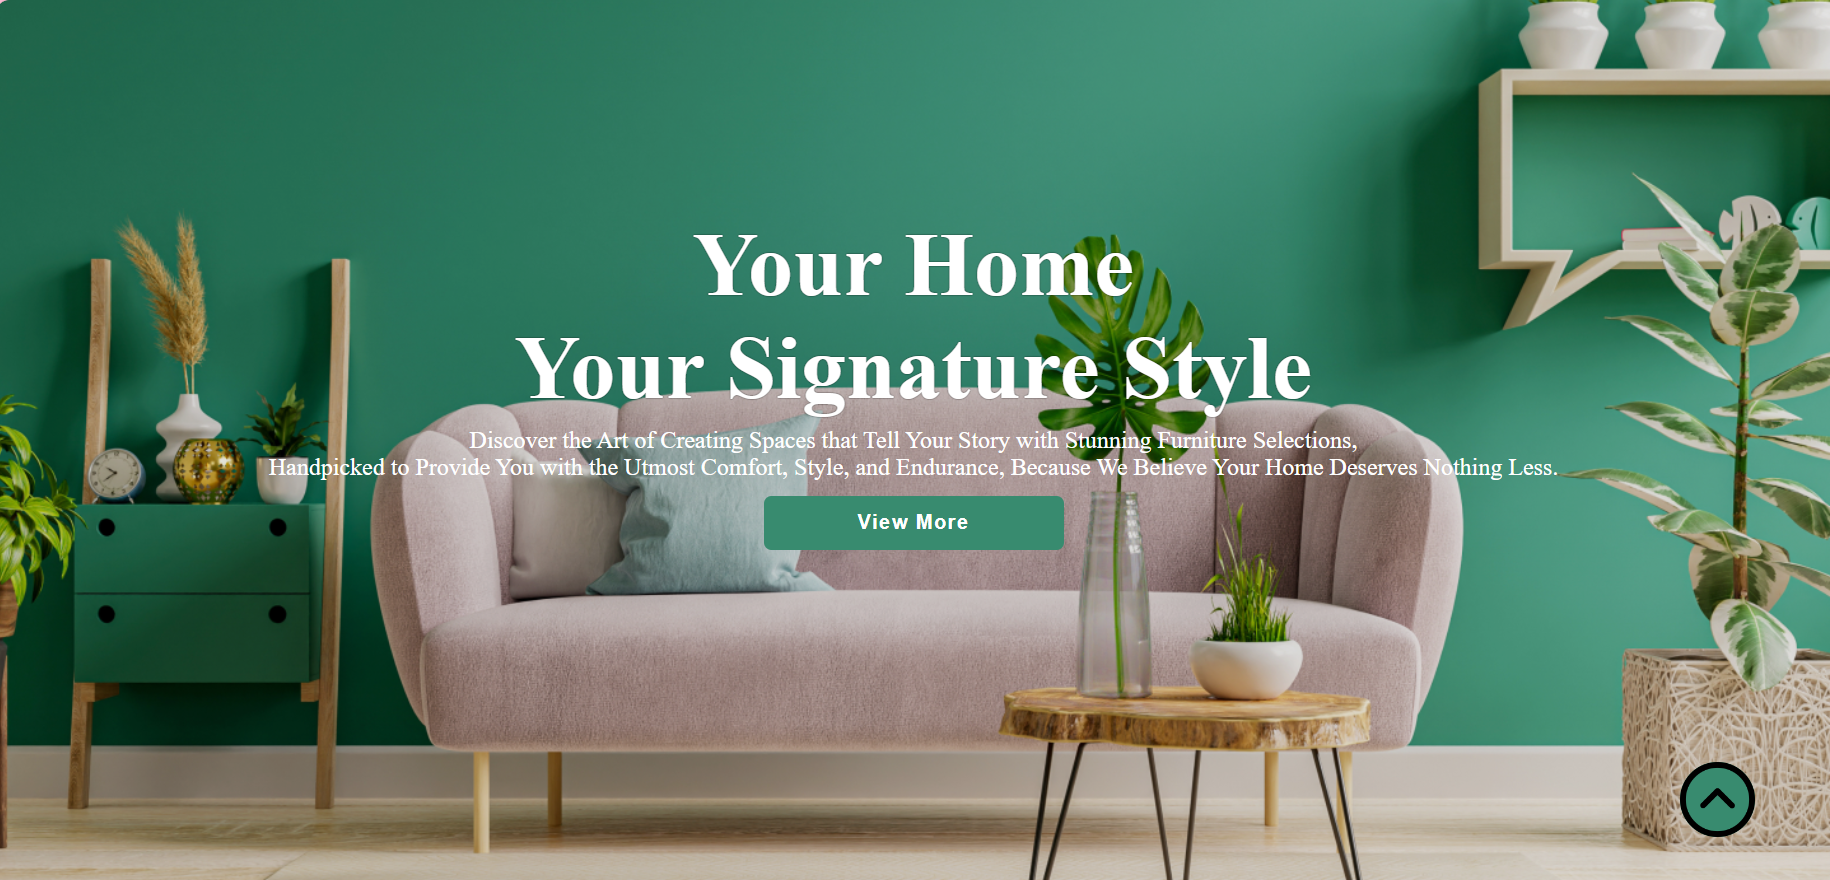 Your Home
Your Signature Style
Discover the Art of Creating Spaces that Tell Your Story with Stunning Furniture Selections,
Handpicked to Provide You with the Utmost Comfort, Style, and Endurance, Because We Believe Your Home Deserves Nothing Less.
View More